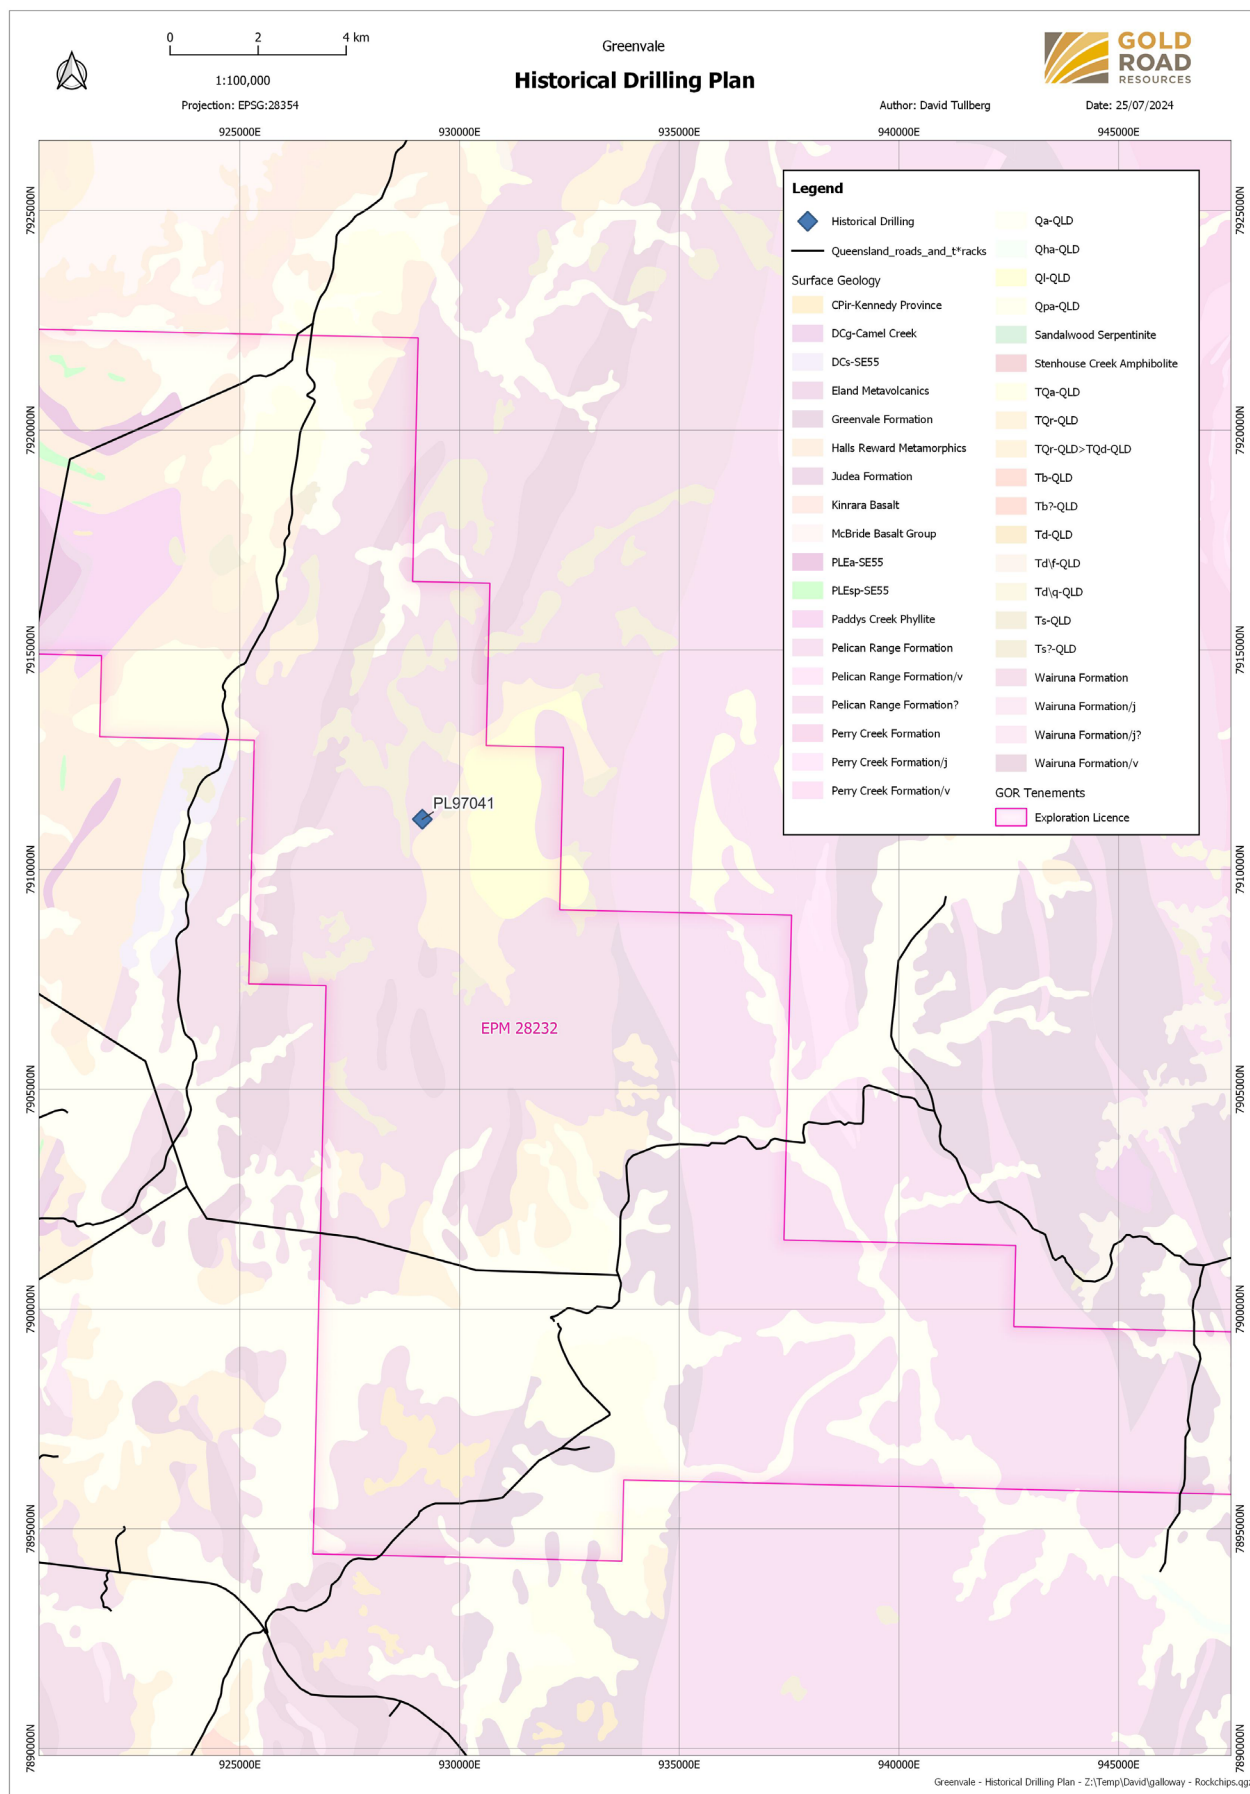 0 2 4 km
1:100,000
Projection: EPSG:28354
Greenvale
Historical Drilling Plan
GOLD
ROAD
RESOURCES
Author: David Tullberg
Date: 25/07/2024
925000E 930000E 935000E 940000E 945000E
7925000N
7920000N
7915000N
7910000N
7905000N
7900000N
7895000N
7890000N
PL97041
EPM 28232
Legend
Historical Drilling
Queensland_roads_and_t*racks
Surface Geology
CPir-Kennedy Province
DCg-Camel Creek
DCs-SE55
Eland Metavolcanics
Greenvale Formation
Halls Reward Metamorphics
Judea Formation
Kinrara Basalt
McBride Basalt Group
PLEa-SE55
PLEsp-SE55
Paddys Creek Phyllite
Pelican Range Formation
Pelican Range Formation/v
Pelican Range Formation?
Perry Creek Formation
Perry Creek Formation/j
Perry Creek Formation/v
Qa-QLD
Qha-QLD
Ql-QLD
Qpa-QLD
Sandalwood Serpentinite
Stenhouse Creek Amphibolite
TQa-QLD
TQr-QLD
TQr-QLD>TQd-QLD
Tb-QLD
Tb?-QLD
Td-QLD
Td\f-QLD
Td\q-QLD
Ts-QLD
Ts?-QLD
Wairuna Formation
Wairuna Formation/j
Wairuna Formation/j?
Wairuna Formation/v
GOR Tenements
Exploration Licence
7925000N
7920000N
7915000N
7910000N
7905000N
7900000N
7895000N
7890000N
925000E 930000E 935000E 940000E 945000E
Greenvale - Historical Drilling Plan - Z:\Temp\David\galloway - Rockchips.qgz